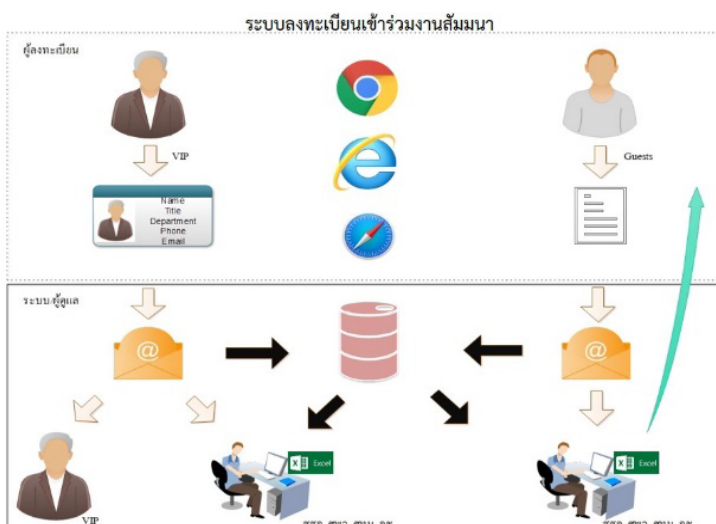 ระบบลงทะเบียนเข้าร่วมงานสัมมนา
ผู้ลงทะเบียน
VIP
Guests
Name
Title
Department
Phone
Email
ระบบ/ผู้ดูแล
@
@
Excel
Excel
VIP